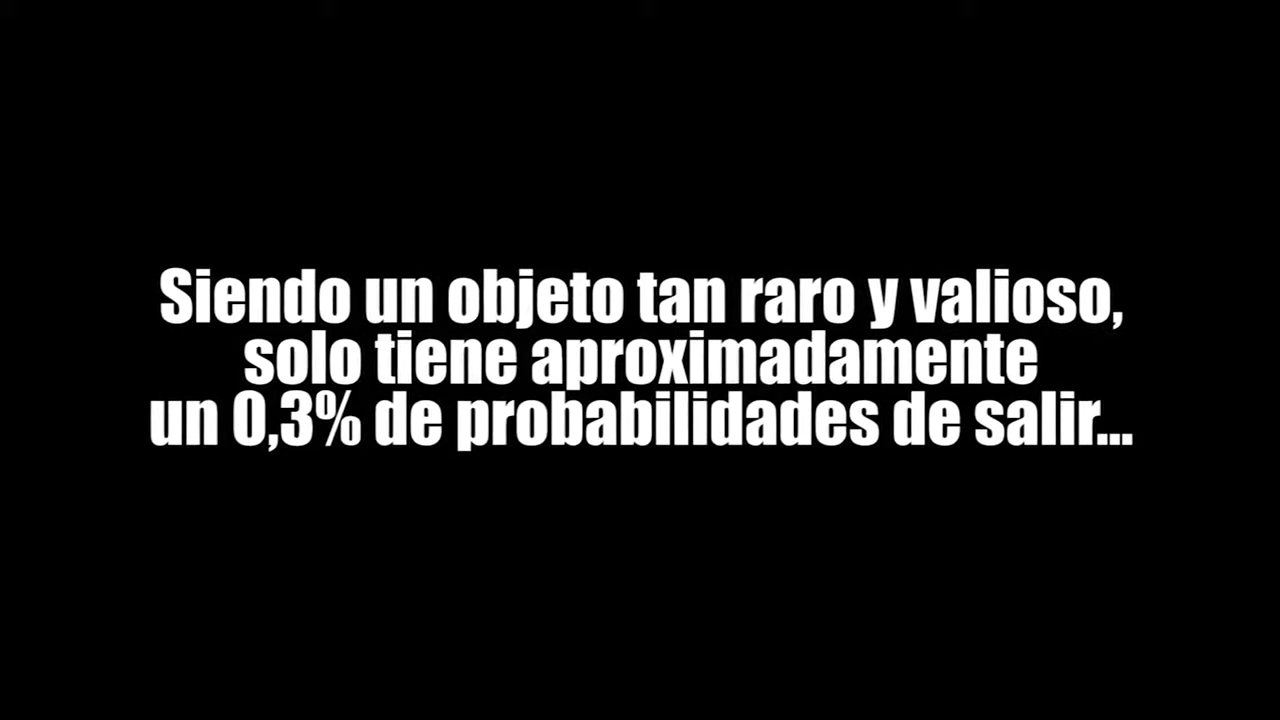 Siendo un objeto tan raro y valioso,
solo tiene aproximadamente
un 0,3% de probabilidades de salir...